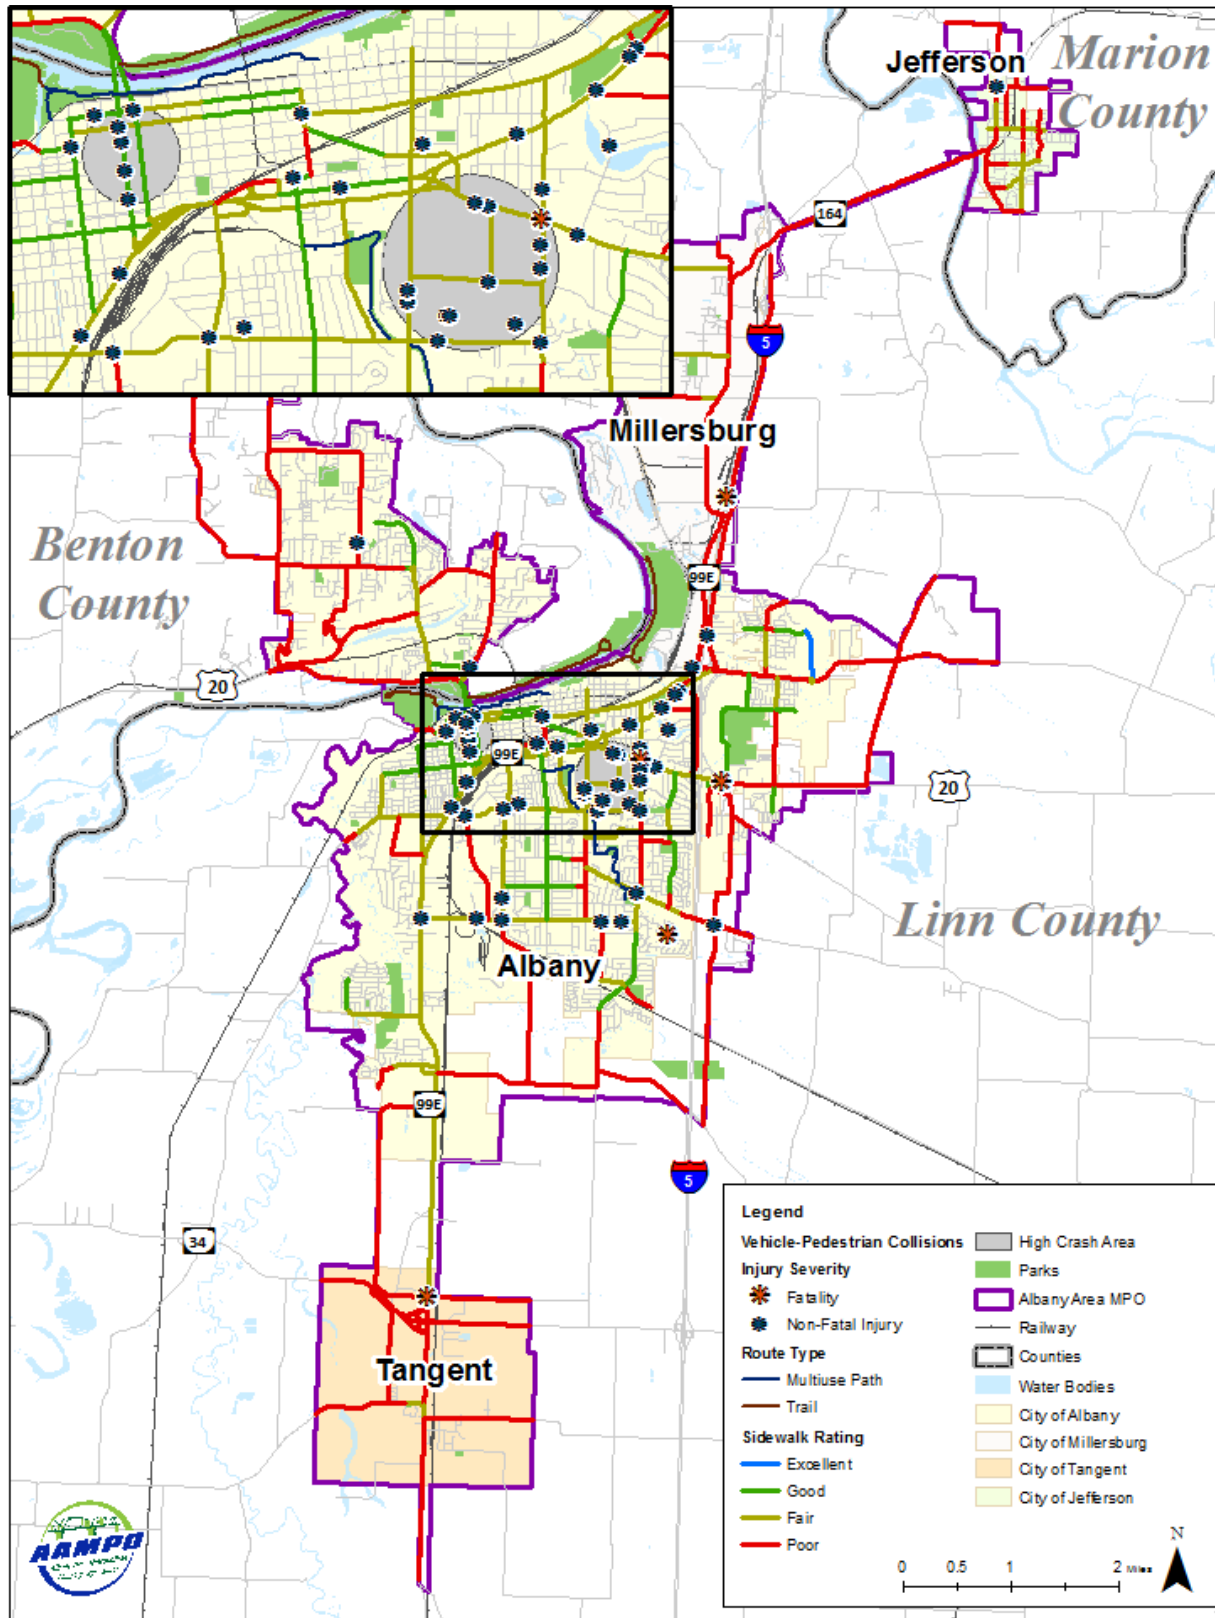 Jefferson
Marion
County
164
5
Millersburg
Benton
County
99E
20
99E
20
Linn County
Albany
99E
5
34
Tangent
Legend
Vehicle-Pedestrian Collisions
Injury Severity
Fatality
Non-Fatal Injury
Route Type
Multiuse Path
Trail
Sidewalk Rating
Excellent
Good
Fair
Poor
High Crash Area
Parks
Albany Area MPO
Railway
Counties
Water Bodies
City of Albany
City of Millersburg
City of Tangent
City of Jefferson
N
0 0.5 1 2 Miles
AAMPO